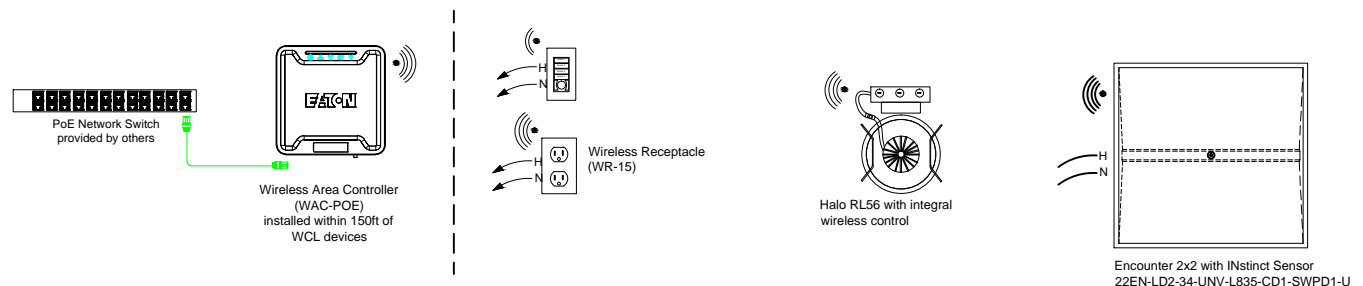 PoE Network Switch
provided by others
EATON
Wireless Area Controller
(WAC-POE)
installed within 150ft of
WCL devices
H
N
H
N
Wireless Receptacle
(WR-15)
Halo RL56 with integral
wireless control
H
N
Encounter 2x2 with INstinct Sensor
22EN-LD2-34-UNV-L835-CD1-SWPD1-U